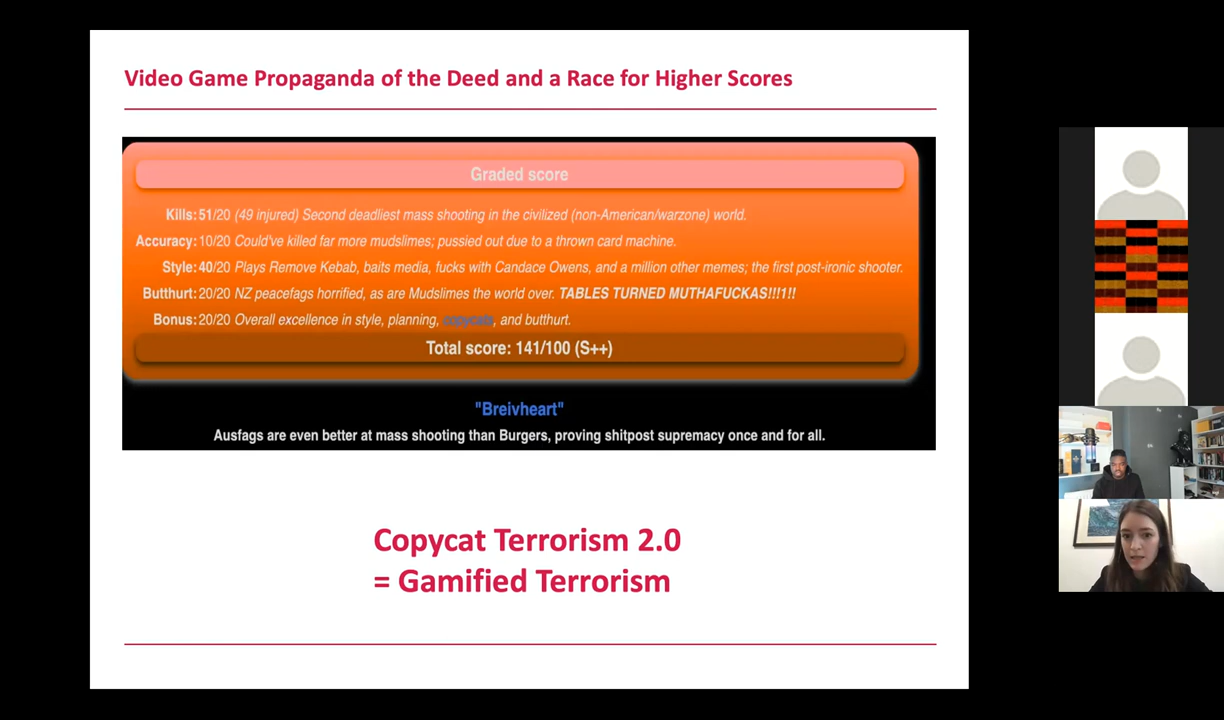 Video Game Propaganda of the Deed and a Race for Higher Scores
Graded score
Kills: 51/20 (49 Injured) Second deadliest mass shooting in the civilized (non-American/warzone) world.
Accuracy: 10/20 Could've killed far more mudslimes; pussied out due to a thrown card machine.
Style: 40/20 Plays Remove Kebab, baits media, fucks with Candace Owens, and a million other memes; the first post-ironic shooter.
Butthurt: 20/20 NZ peacefags horrified, as are Mudslimes the world over. TABLES TURNED MUTHAFUCKAS!!!1!!
Bonus: 20/20 Overall excellence in style, planning, copycats, and butthurt.
Total score: 141/100 (S++)
"Breivheart"
Ausfags are even better at mass shooting than Burgers, proving shitpost supremacy once and for all.
Copycat Terrorism 2.0
= Gamified Terrorism